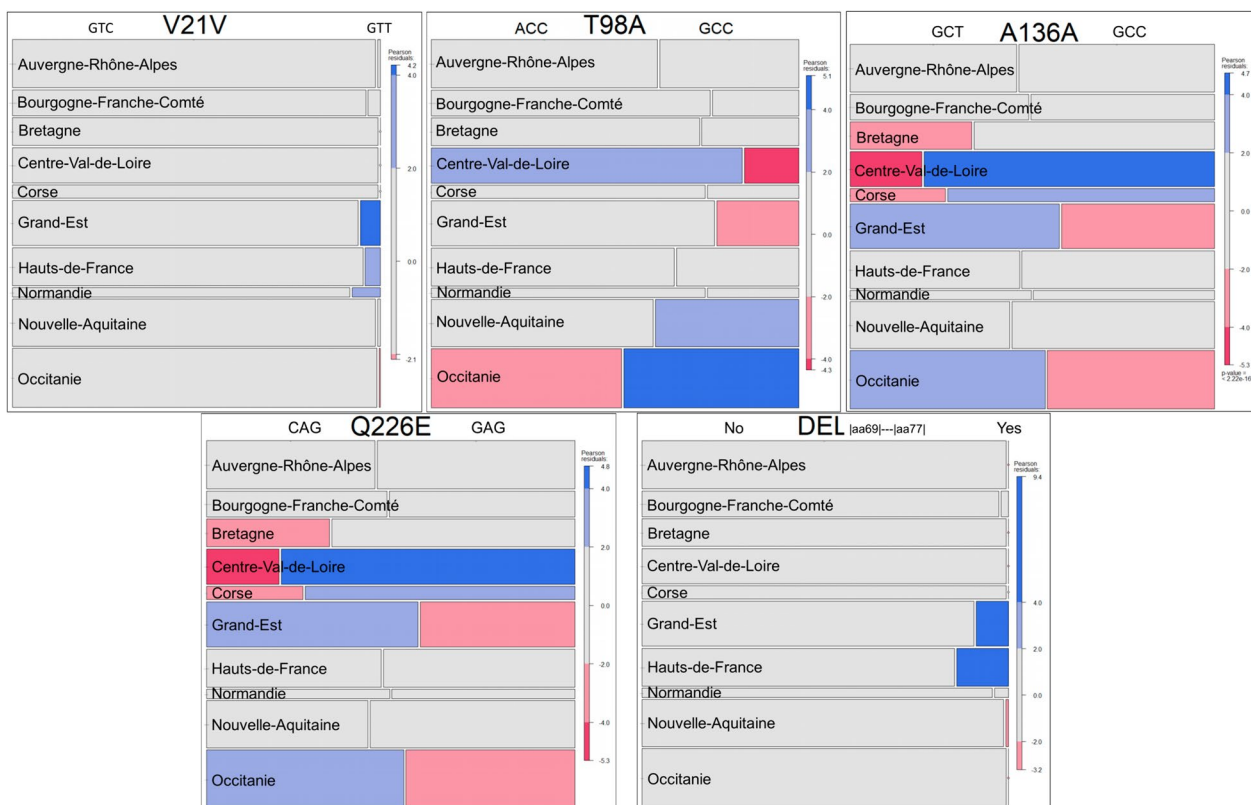 GTC V21V GTT
Pearson
residuals:
4.2
4.0
2.0
0.0
-2.1
Auvergne-Rhône-Alpes
Bourgogne-Franche-Comté
Bretagne
Centre-Val-de-Loire
Corse
Grand-Est
Hauts-de-France
Normandie
Nouvelle-Aquitaine
Occitanie
ACC T98A GCC
Pearson
residuals:
5.1
4.0
2.0
0.0
-2.0
-4.0
-4.3
Auvergne-Rhône-Alpes
Bourgogne-Franche-Comté
Bretagne
Centre-Val-de-Loire
Corse
Grand-Est
Hauts-de-France
Normandie
Nouvelle-Aquitaine
Occitanie
GCT A136A GCC
Pearson
residuals:
4.7
4.0
2.0
0.0
-2.0
-4.0
-5.3
p-value =
< 2.22e-16
Auvergne-Rhône-Alpes
Bourgogne-Franche-Comté
Bretagne
Centre-Val-de-Loire
Corse
Grand-Est
Hauts-de-France
Normandie
Nouvelle-Aquitaine
Occitanie
CAG Q226E GAG
Pearson
residuals:
4.8
4.0
2.0
0.0
-2.0
-4.0
-5.3
Auvergne-Rhône-Alpes
Bourgogne-Franche-Comté
Bretagne
Centre-Val-de-Loire
Corse
Grand-Est
Hauts-de-France
Normandie
Nouvelle-Aquitaine
Occitanie
No DEL |aa69|---|aa77| Yes
Pearson
residuals:
9.4
4.0
2.0
0.0
-2.0
-3.2
Auvergne-Rhône-Alpes
Bourgogne-Franche-Comté
Bretagne
Centre-Val-de-Loire
Corse
Grand-Est
Hauts-de-France
Normandie
Nouvelle-Aquitaine
Occitanie